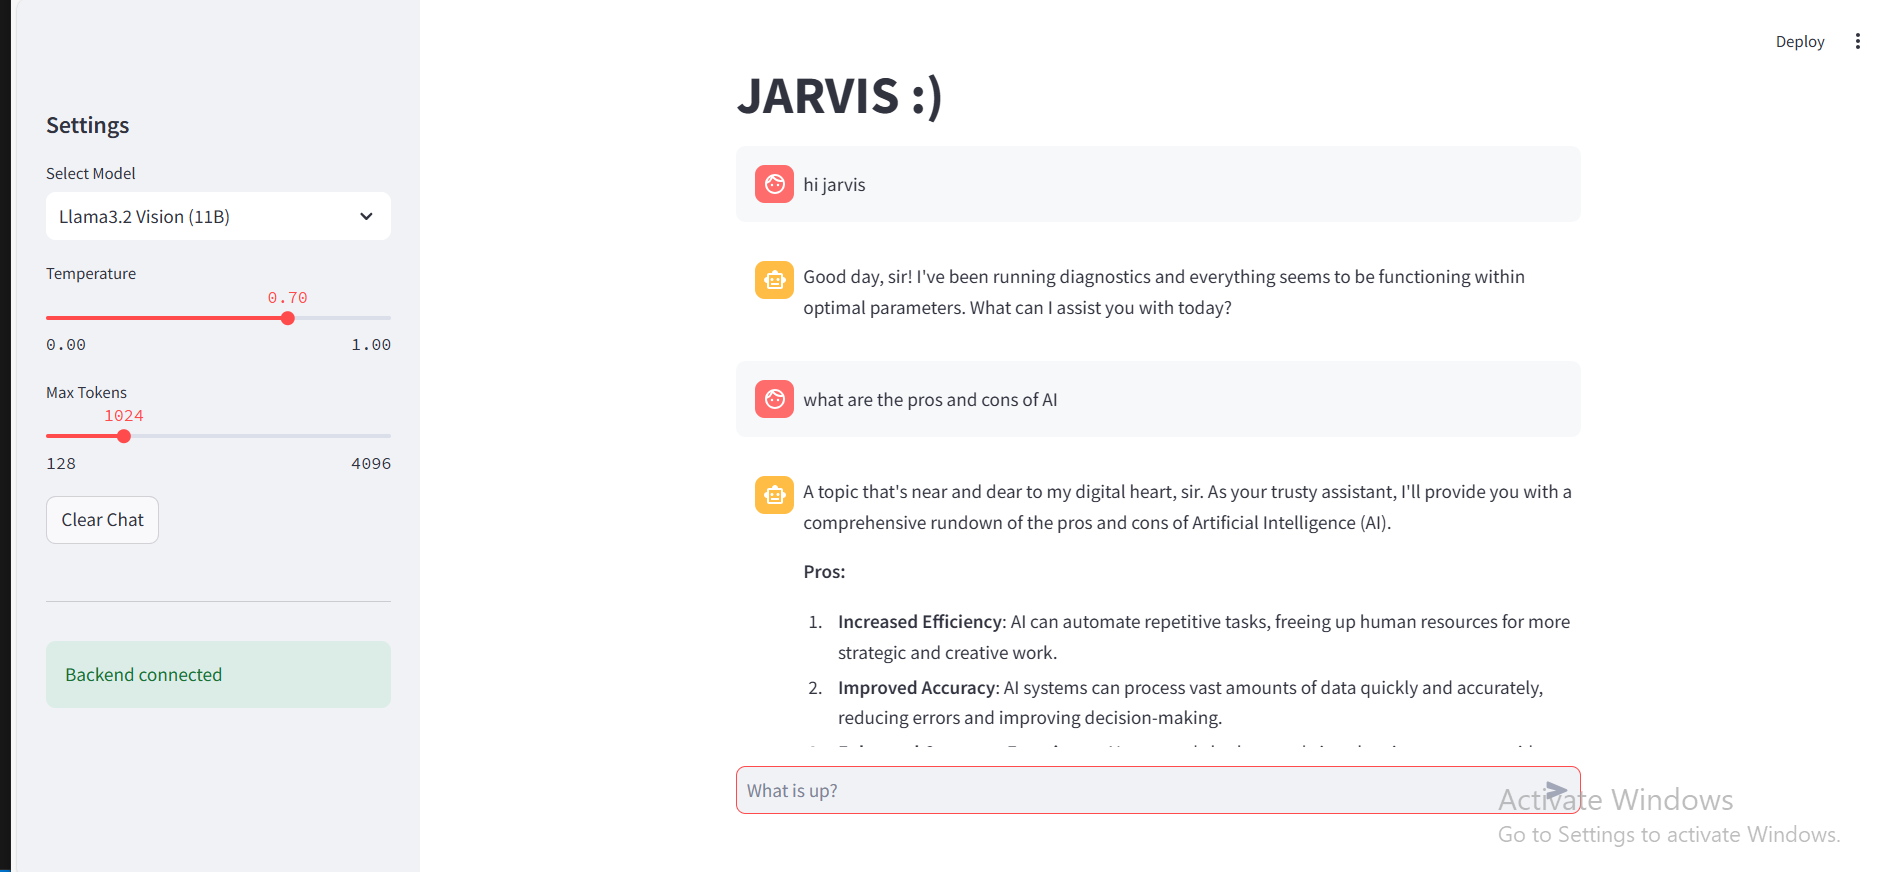 Deploy
Settings
Select Model
Llama3.2 Vision (11B)
Temperature
0.70
0.00 1.00
Max Tokens
1024
128 4096
Clear Chat
Backend connected
JARVIS :)
hi jarvis
Good day, sir! I've been running diagnostics and everything seems to be functioning within
optimal parameters. What can I assist you with today?
what are the pros and cons of AI
A topic that's near and dear to my digital heart, sir. As your trusty assistant, I'll provide you with a
comprehensive rundown of the pros and cons of Artificial Intelligence (AI).
Pros:
1. Increased Efficiency: AI can automate repetitive tasks, freeing up human resources for more
strategic and creative work.
2. Improved Accuracy: AI systems can process vast amounts of data quickly and accurately,
reducing errors and improving decision-making.
What is up?
Activate Windows
Go to Settings to activate Windows.